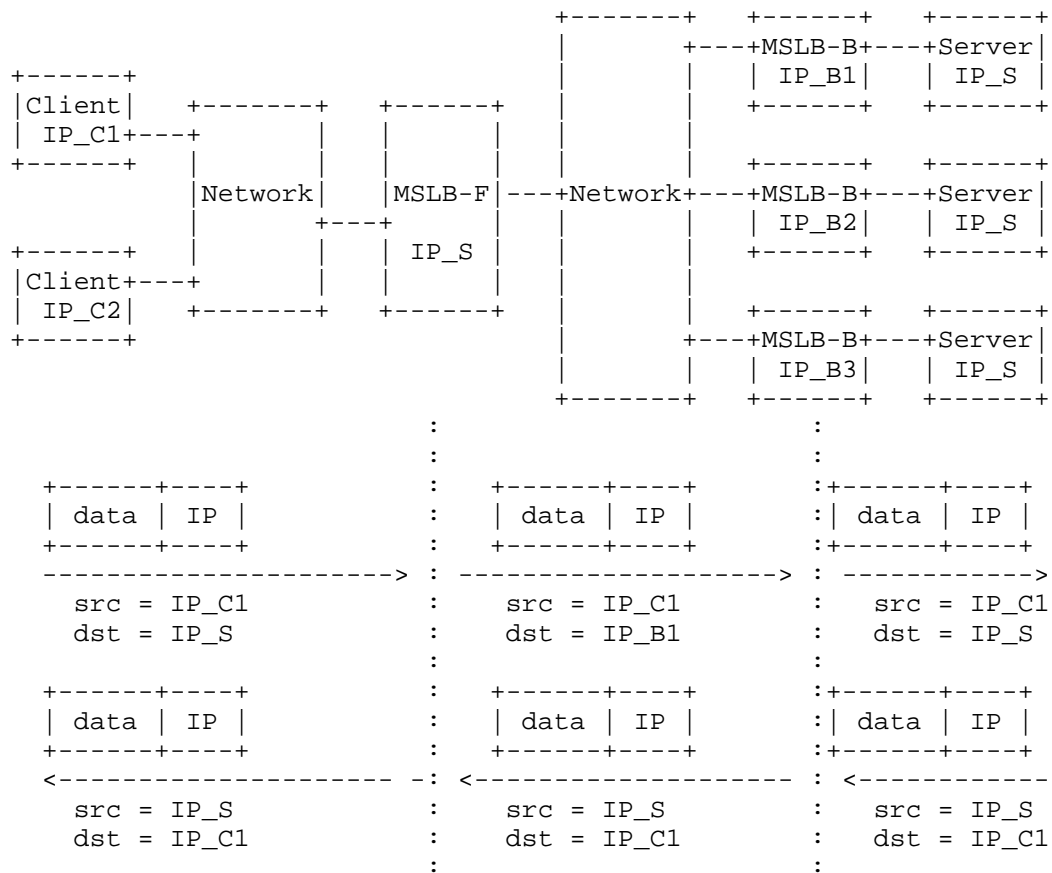 +-------+   +------+   +------+
                                      |       +---+MSLB-B+---+Server|
+------+                              |       |   | IP_B1|   | IP_S |
|Client|   +-------+   +------+       |       |   +------+   +------+
| IP_C1+---+       |   |      |       |       |
+------+   |       |   |      |       |       |   +------+   +------+
           |Network|   |MSLB-F|---+Network+---+MSLB-B+---+Server|
           |       +---+      |       |       |   | IP_B2|   | IP_S |
+------+   |       |   | IP_S |       |       |   +------+   +------+
|Client+---+       |   |      |       |       |
| IP_C2|   +-------+   +------+       |       |   +------+   +------+
+------+                              |       +---+MSLB-B+---+Server|
                                      |       |   | IP_B3|   | IP_S |
                                      +-------+   +------+   +------+
                          :                        :
                          :                        :
  +------+----+           :   +------+----+        :+------+----+
  | data | IP |           :   | data | IP |        :| data | IP |
  +------+----+           :   +------+----+        :+------+----+
  ----------------------> : --------------------> : ------------>
    src = IP_C1           :    src = IP_C1         :   src = IP_C1
    dst = IP_S            :    dst = IP_B1         :   dst = IP_S
                          :                        :
  +------+----+           :   +------+----+        :+------+----+
  | data | IP |           :   | data | IP |        :| data | IP |
  +------+----+           :   +------+----+        :+------+----+
  <--------------------- -: <-------------------- : <------------
    src = IP_S            :    src = IP_S          :   src = IP_S
    dst = IP_C1           :    dst = IP_C1         :   dst = IP_C1
                          :                        :